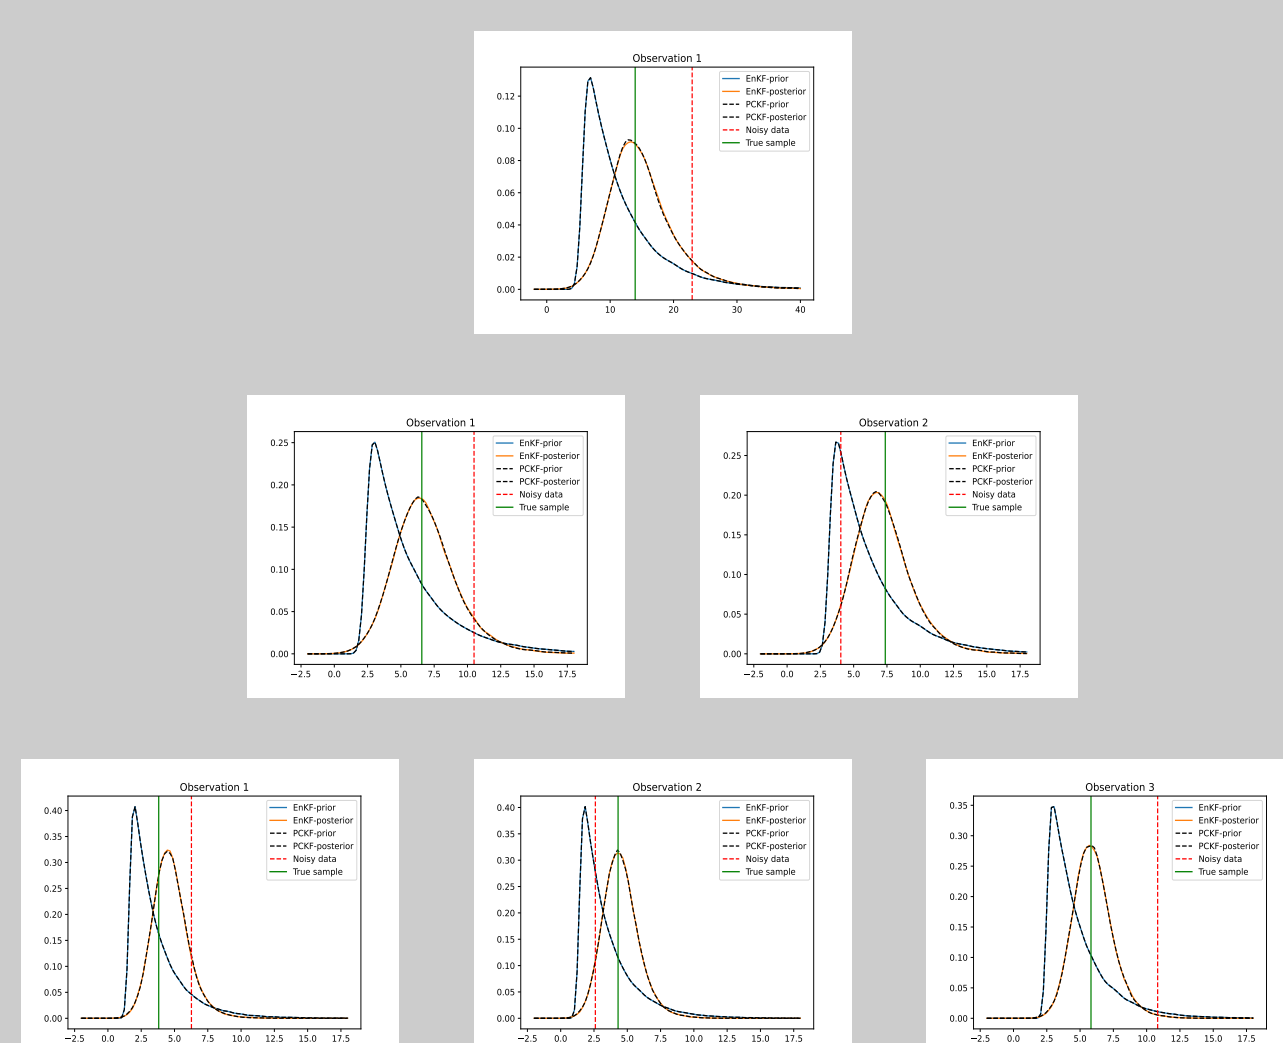 Observation 1
0.12
0.10
0.08
0.06
0.04
0.02
0.00
0 10 20 30 40
EnKF-prior
EnKF-posterior
PCKF-prior
PCKF-posterior
Noisy data
True sample
Observation 1
0.25
0.20
0.15
0.10
0.05
0.00
−2.5 0.0 2.5 5.0 7.5 10.0 12.5 15.0 17.5
EnKF-prior
EnKF-posterior
PCKF-prior
PCKF-posterior
Noisy data
True sample
Observation 2
0.25
0.20
0.15
0.10
0.05
0.00
−2.5 0.0 2.5 5.0 7.5 10.0 12.5 15.0 17.5
EnKF-prior
EnKF-posterior
PCKF-prior
PCKF-posterior
Noisy data
True sample
Observation 1
0.40
0.35
0.30
0.25
0.20
0.15
0.10
0.05
0.00
−2.5 0.0 2.5 5.0 7.5 10.0 12.5 15.0 17.5
EnKF-prior
EnKF-posterior
PCKF-prior
PCKF-posterior
Noisy data
True sample
Observation 2
0.40
0.35
0.30
0.25
0.20
0.15
0.10
0.05
0.00
−2.5 0.0 2.5 5.0 7.5 10.0 12.5 15.0 17.5
EnKF-prior
EnKF-posterior
PCKF-prior
PCKF-posterior
Noisy data
True sample
Observation 3
0.35
0.30
0.25
0.20
0.15
0.10
0.05
0.00
−2.5 0.0 2.5 5.0 7.5 10.0 12.5 15.0 17.5
EnKF-prior
EnKF-posterior
PCKF-prior
PCKF-posterior
Noisy data
True sample